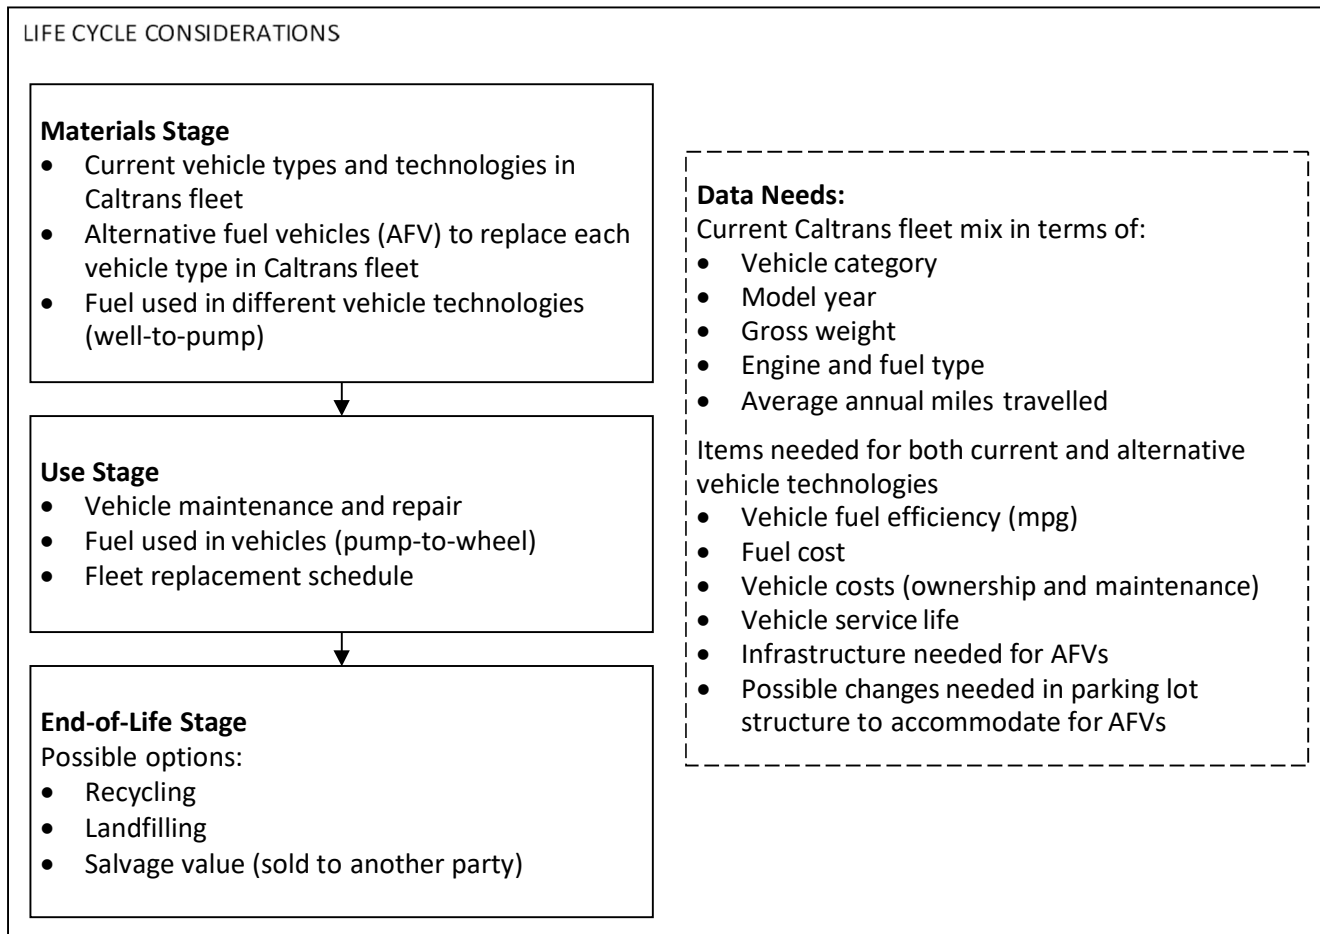 LIFE CYCLE CONSIDERATIONS
Materials Stage
• Current vehicle types and technologies in
Caltrans fleet
• Alternative fuel vehicles (AFV) to replace each
vehicle type in Caltrans fleet
• Fuel used in different vehicle technologies
(well-to-pump)
Use Stage
• Vehicle maintenance and repair
• Fuel used in vehicles (pump-to-wheel)
• Fleet replacement schedule
End-of-Life Stage
Possible options:
• Recycling
• Landfilling
• Salvage value (sold to another party)
Data Needs:
Current Caltrans fleet mix in terms of:
• Vehicle category
• Model year
• Gross weight
• Engine and fuel type
• Average annual miles travelled
Items needed for both current and alternative
vehicle technologies
• Vehicle fuel efficiency (mpg)
• Fuel cost
• Vehicle costs (ownership and maintenance)
• Vehicle service life
• Infrastructure needed for AFVs
• Possible changes needed in parking lot
structure to accommodate for AFVs